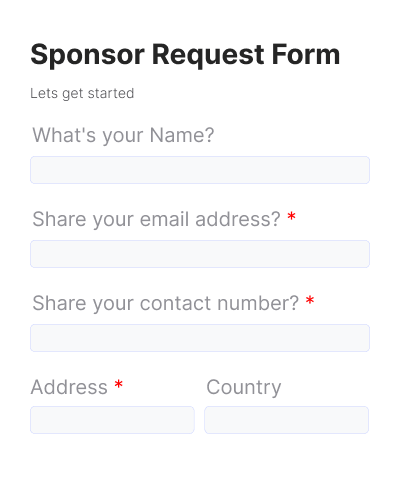 Sponsor Request Form
Lets get started
What's your Name?
Share your email address? *
Share your contact number? *
Address * Country